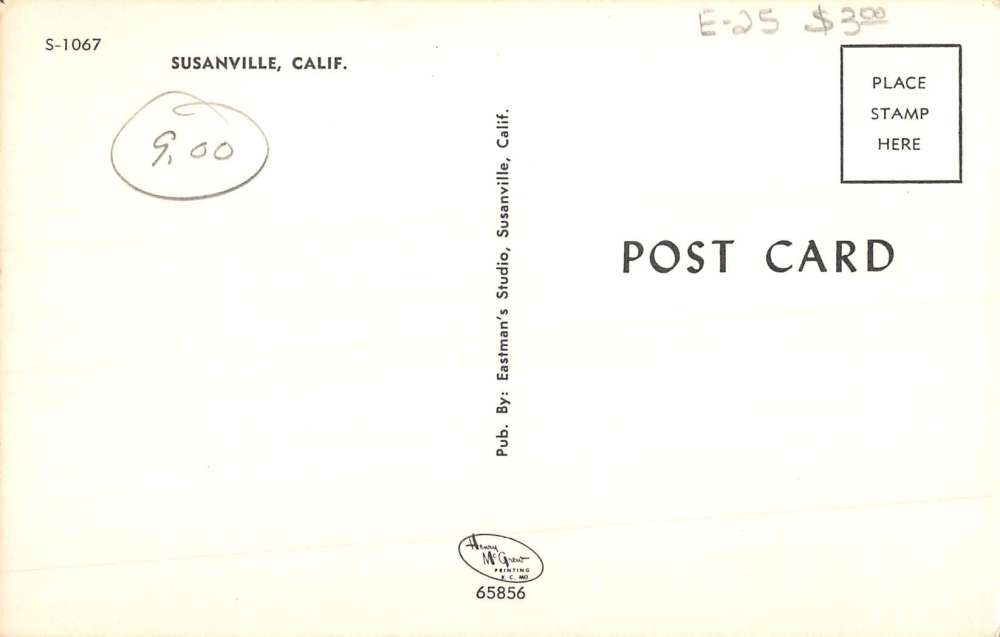 E-25 $3.00
S-1067
SUSANVILLE, CALIF.
9.00
PLACE
STAMP
HERE
Pub. By: Eastman's Studio, Susanville, Calif.
POST CARD
Henry
McGrew
PRINTING
K. C. MO
65856